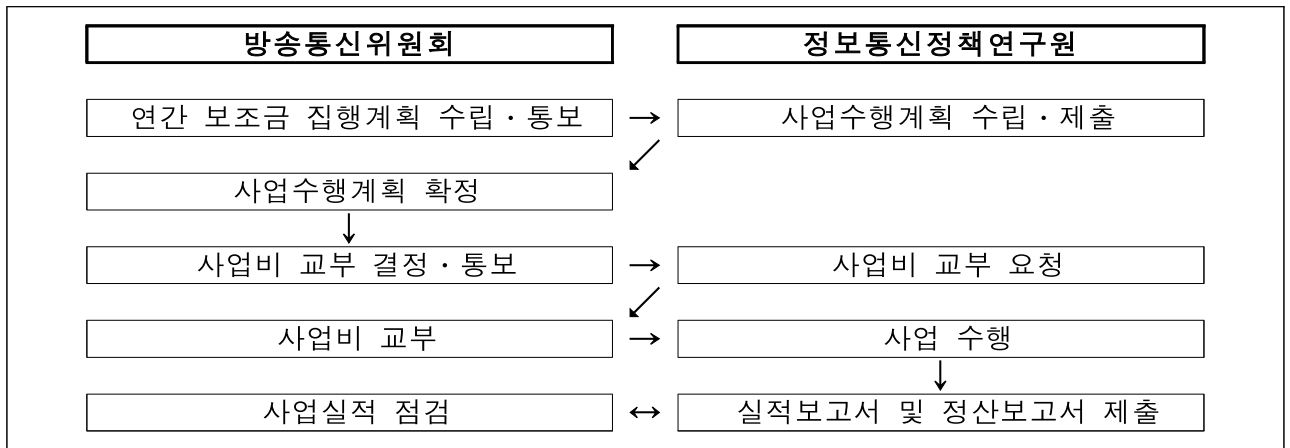 방송통신위원회
정보통신정책연구원
연간 보조금 집행계획 수립・통보
→
사업수행계획 수립・제출
↙
사업수행계획 확정
↓
사업비 교부 결정・통보
→
사업비 교부 요청
↙
사업비 교부
→
사업 수행
↓
사업실적 점검
↔
실적보고서 및 정산보고서 제출